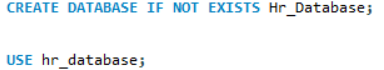 CREATE DATABASE IF NOT EXISTS Hr_Database;
USE hr_database;